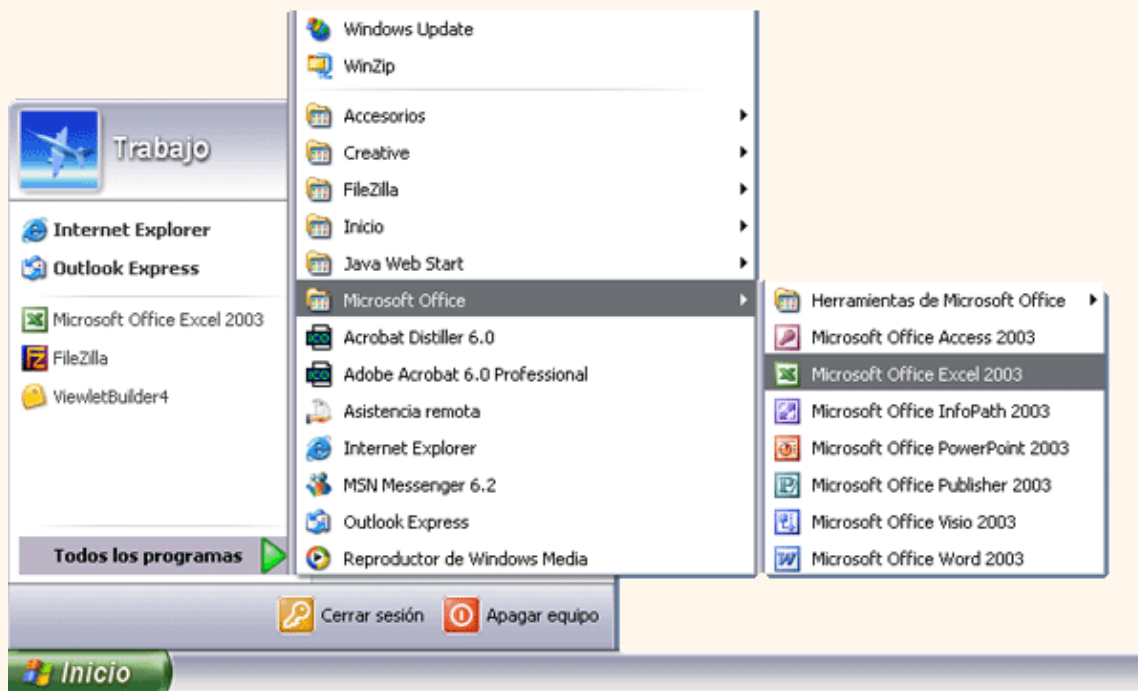 Trabajo
Internet Explorer
Outlook Express
Microsoft Office Excel 2003
FileZilla
ViewletBuilder4
Todos los programas
Windows Update
WinZip
Accesorios
Creative
FileZilla
Inicio
Java Web Start
Microsoft Office
Acrobat Distiller 6.0
Adobe Acrobat 6.0 Professional
Asistencia remota
Internet Explorer
MSN Messenger 6.2
Outlook Express
Reproductor de Windows Media
Herramientas de Microsoft Office
Microsoft Office Access 2003
Microsoft Office Excel 2003
Microsoft Office InfoPath 2003
Microsoft Office PowerPoint 2003
Microsoft Office Publisher 2003
Microsoft Office Visio 2003
Microsoft Office Word 2003
Cerrar sesión
Apagar equipo
Inicio